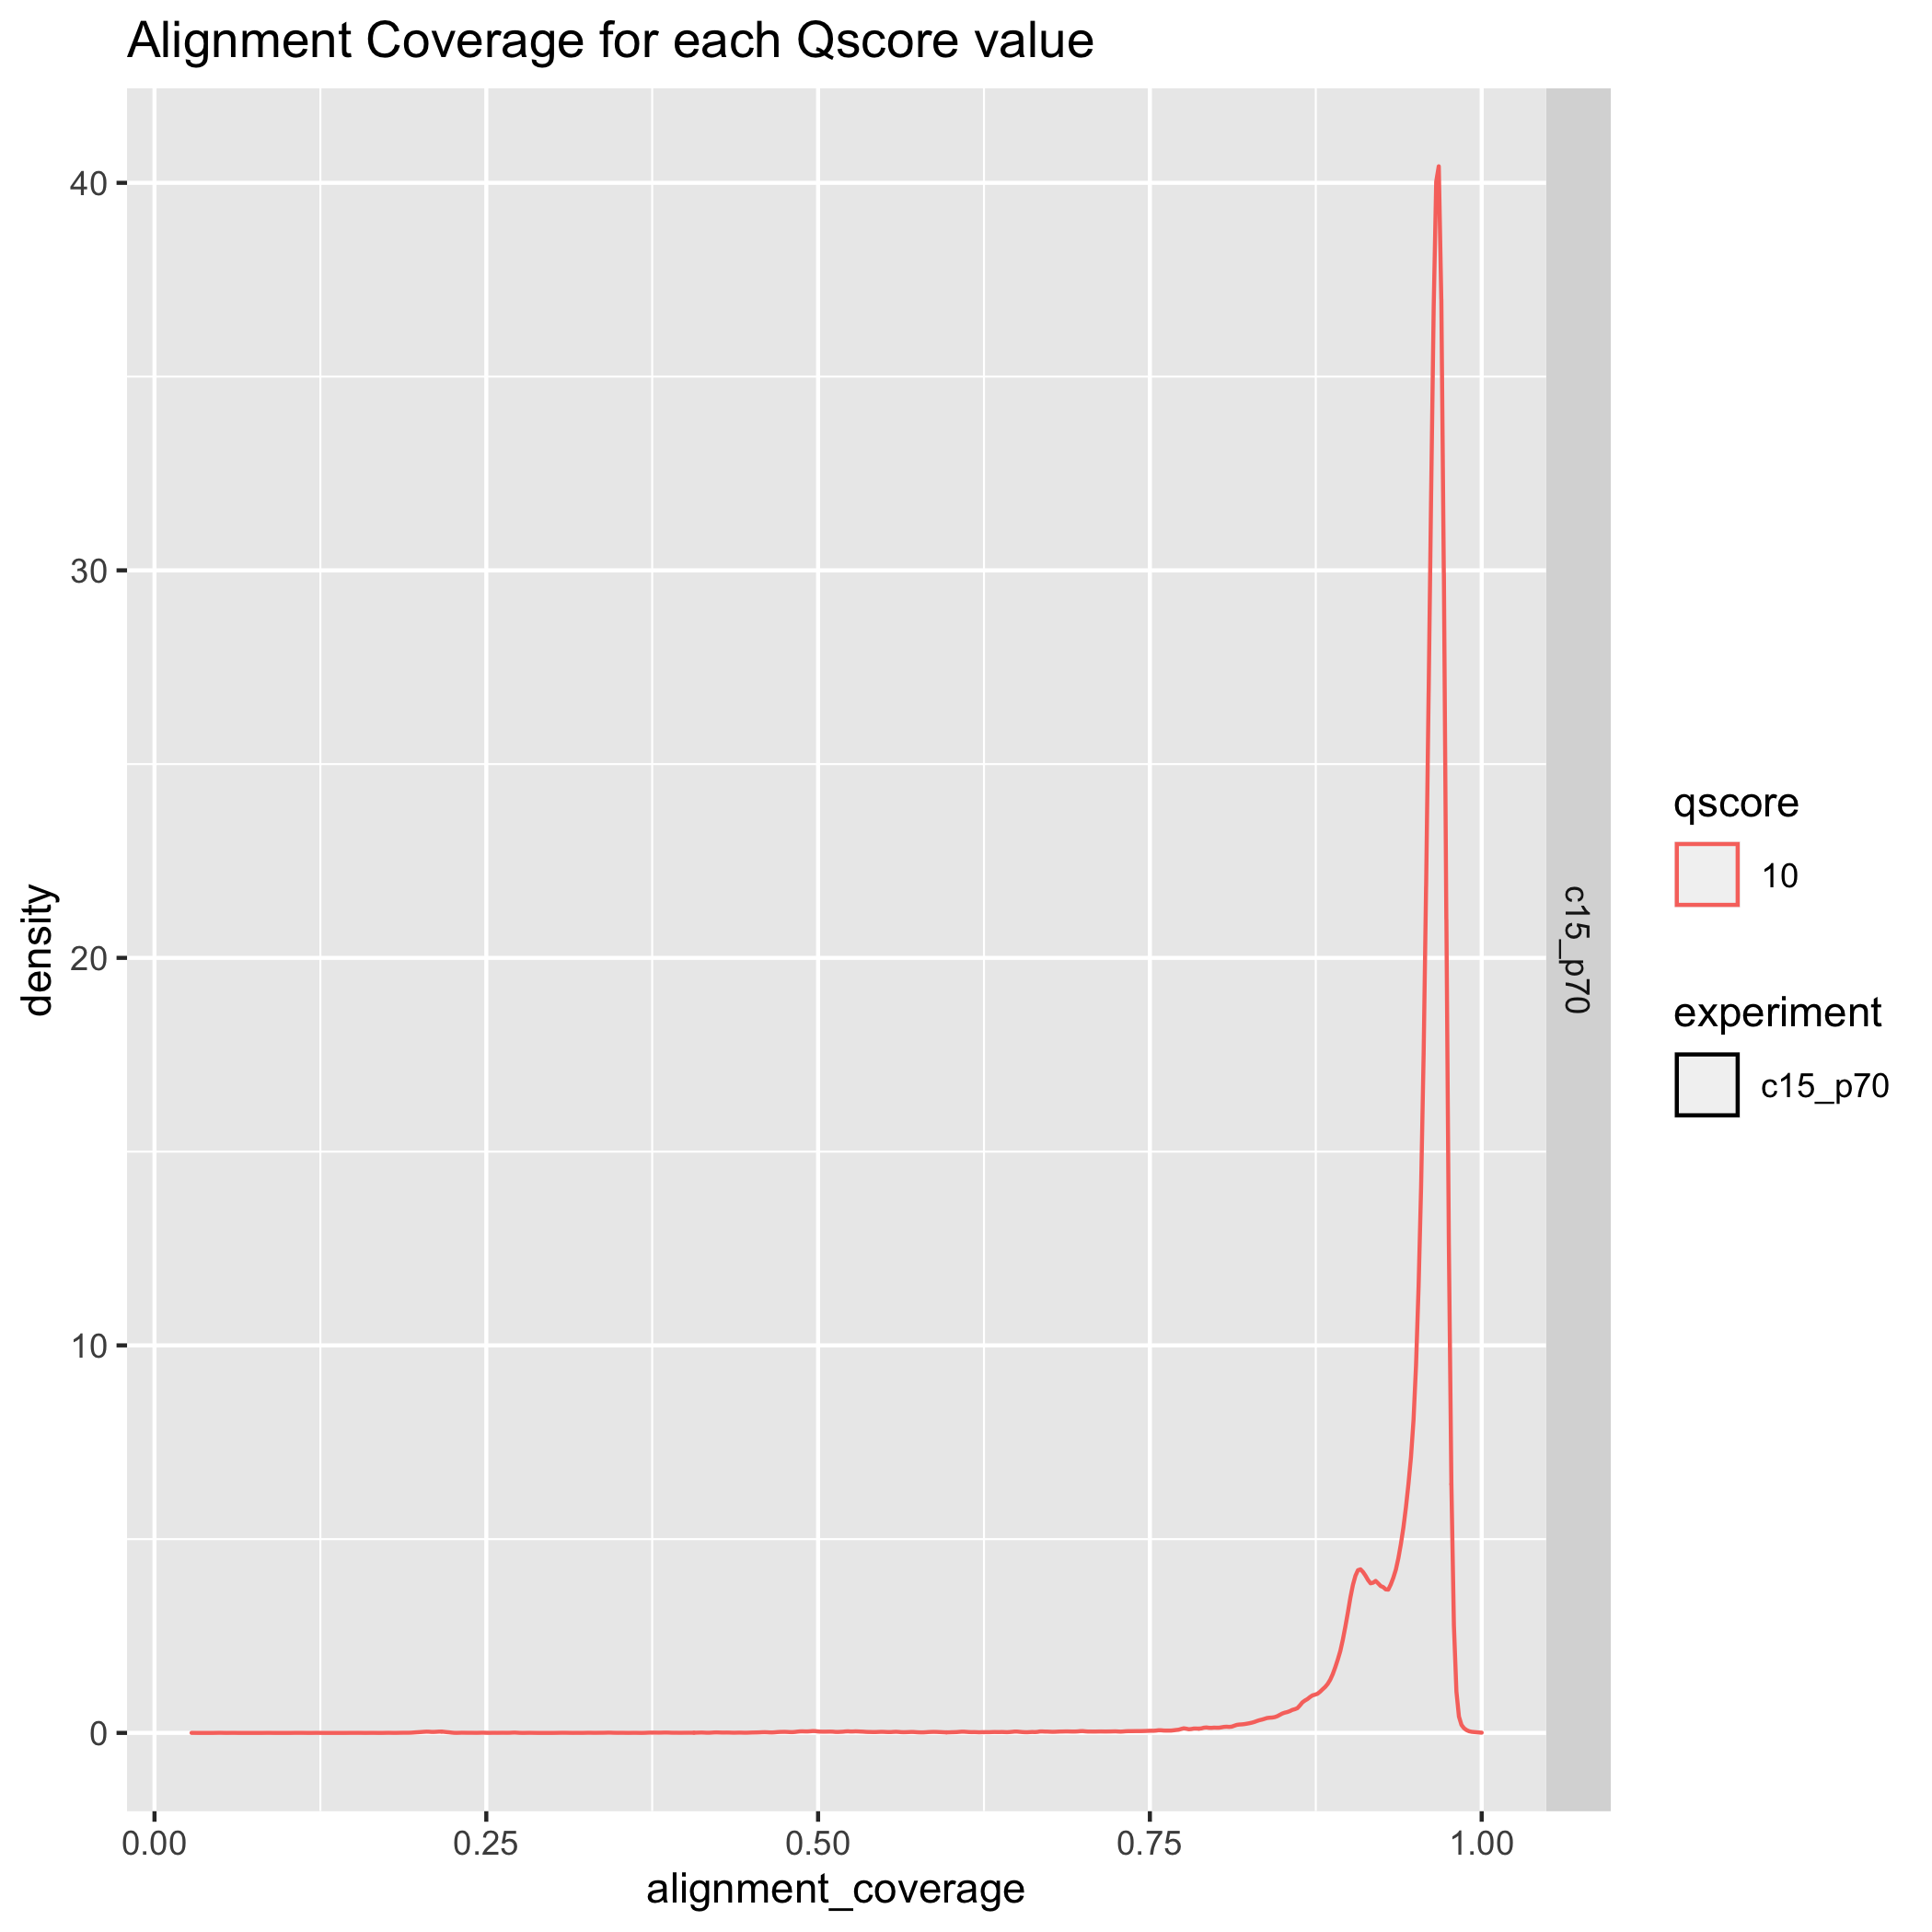 Alignment Coverage for each Qscore value
40
30
20
10
0
density
0.00
0.25
0.50
0.75
1.00
alignment_coverage
c15_p70
qscore
10
experiment
c15_p70